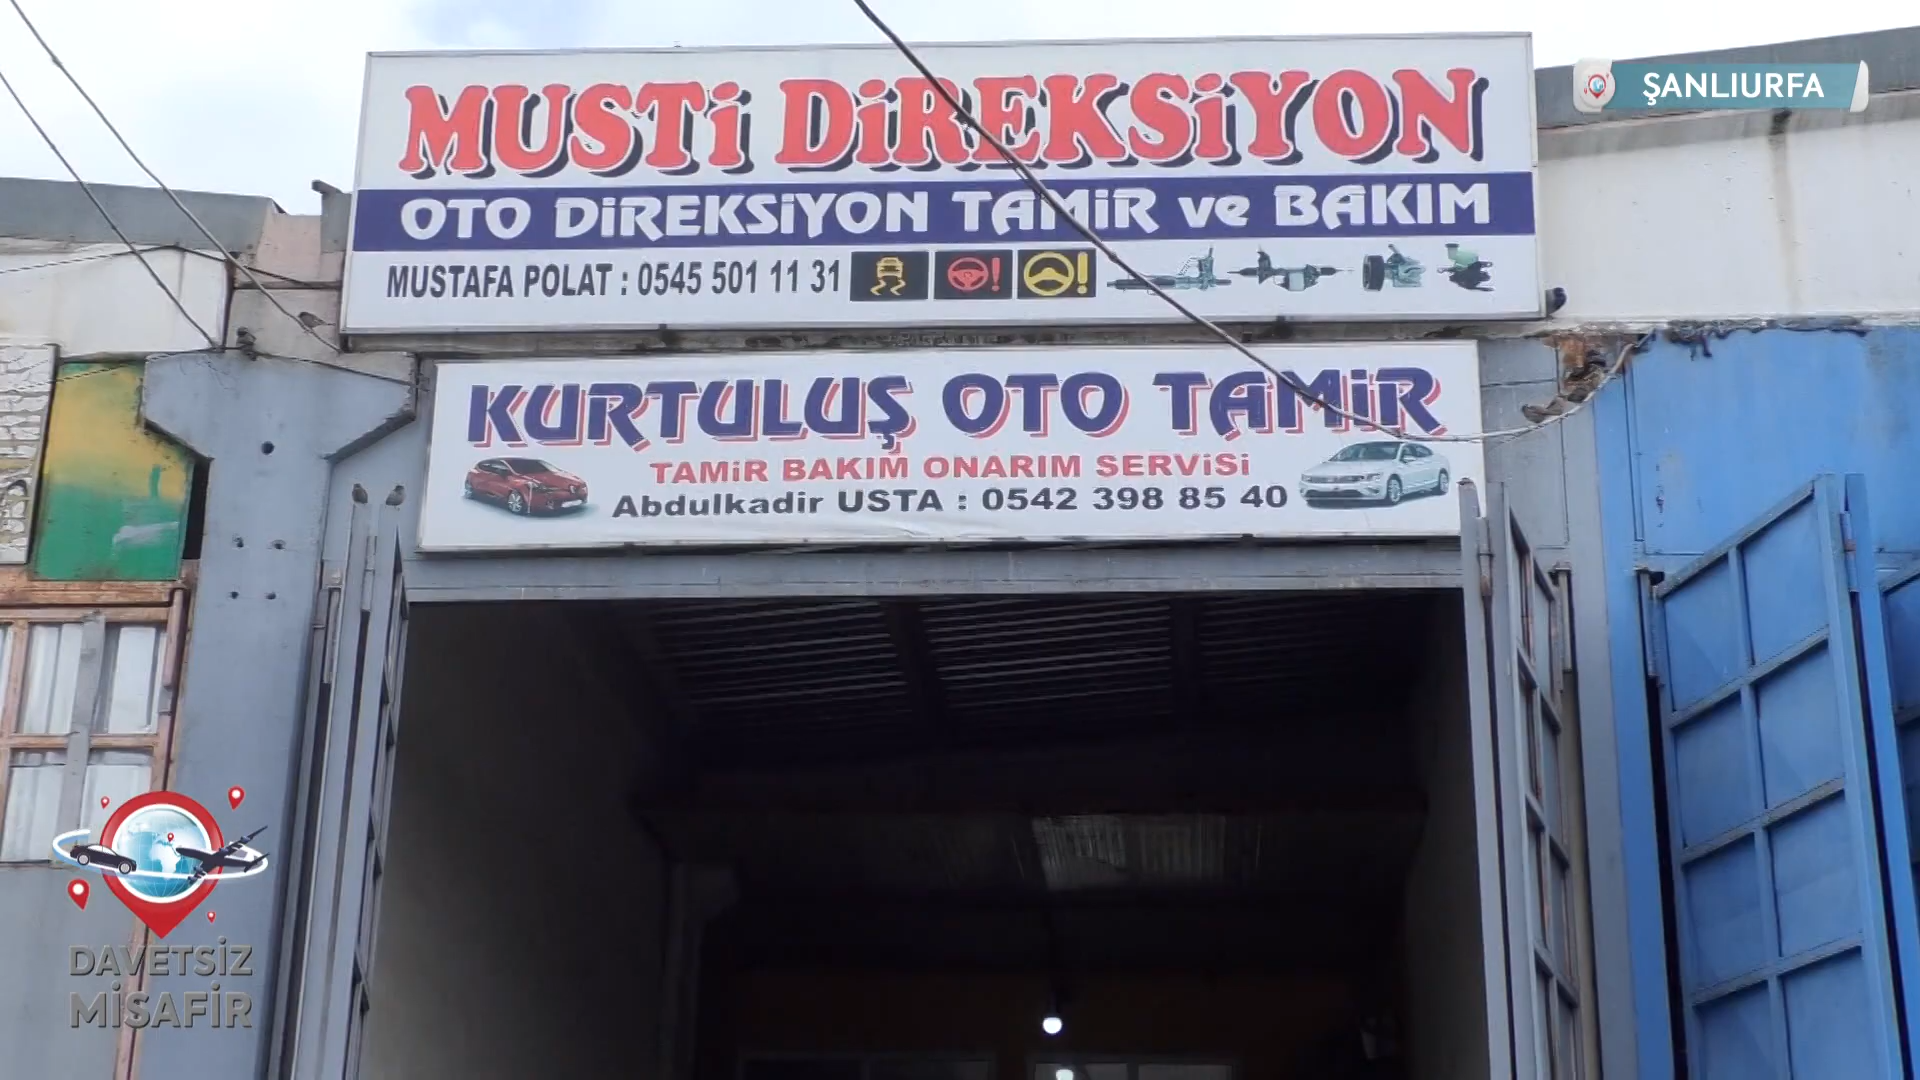 MUSTİ DİREKSİYON
OTO DİREKSİYON TAMİR ve BAKIM
MUSTAFA POLAT : 0545 501 11 31
KURTULUŞ OTO TAMİR
TAMİR BAKIM ONARIM SERVİSİ
Abdulkadir USTA : 0542 398 85 40
ŞANLIURFA
DAVETSİZ
MİSAFİR